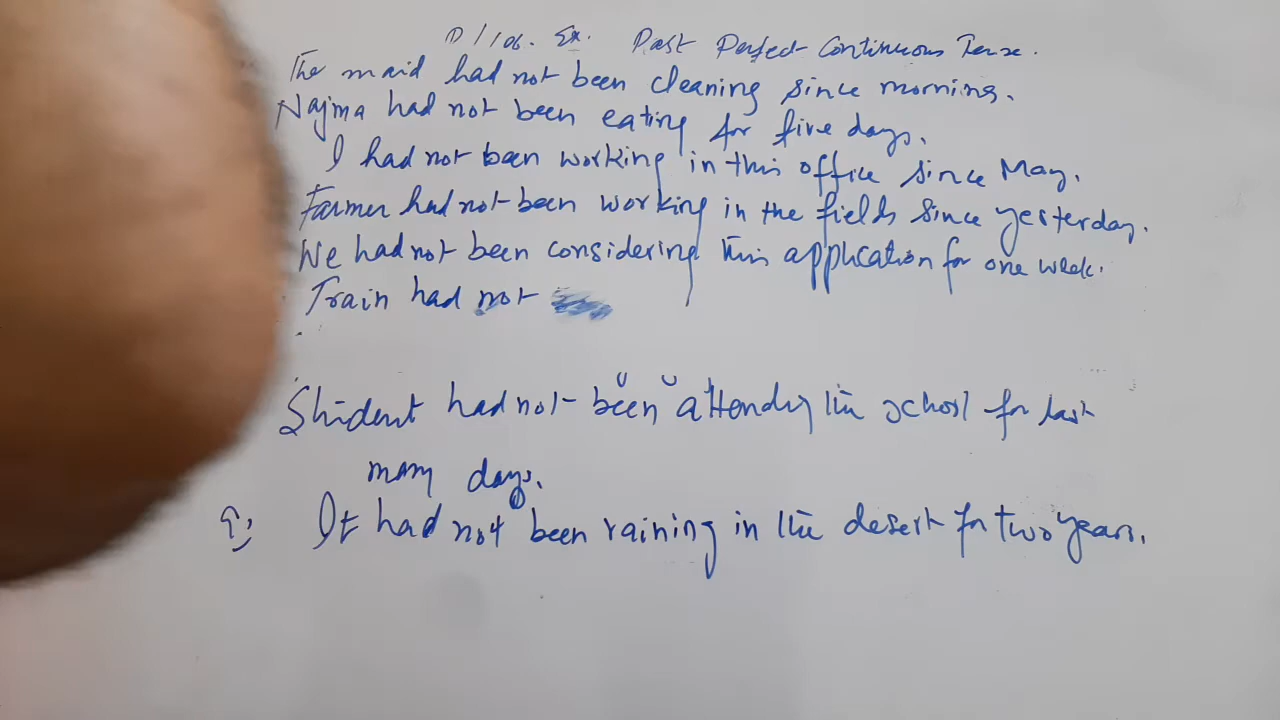 D/106. Ex. Past Perfect Continuous Tense.
The maid had not been cleaning since morning.
Najma had not been eating for five days.
I had not been working in this office since May.
Farmer had not been working in the fields since yesterday.
We had not been considering this application for one week.
Train had not
Student had not been attending the school for last
many days.
It had not been raining in the desert for two years.